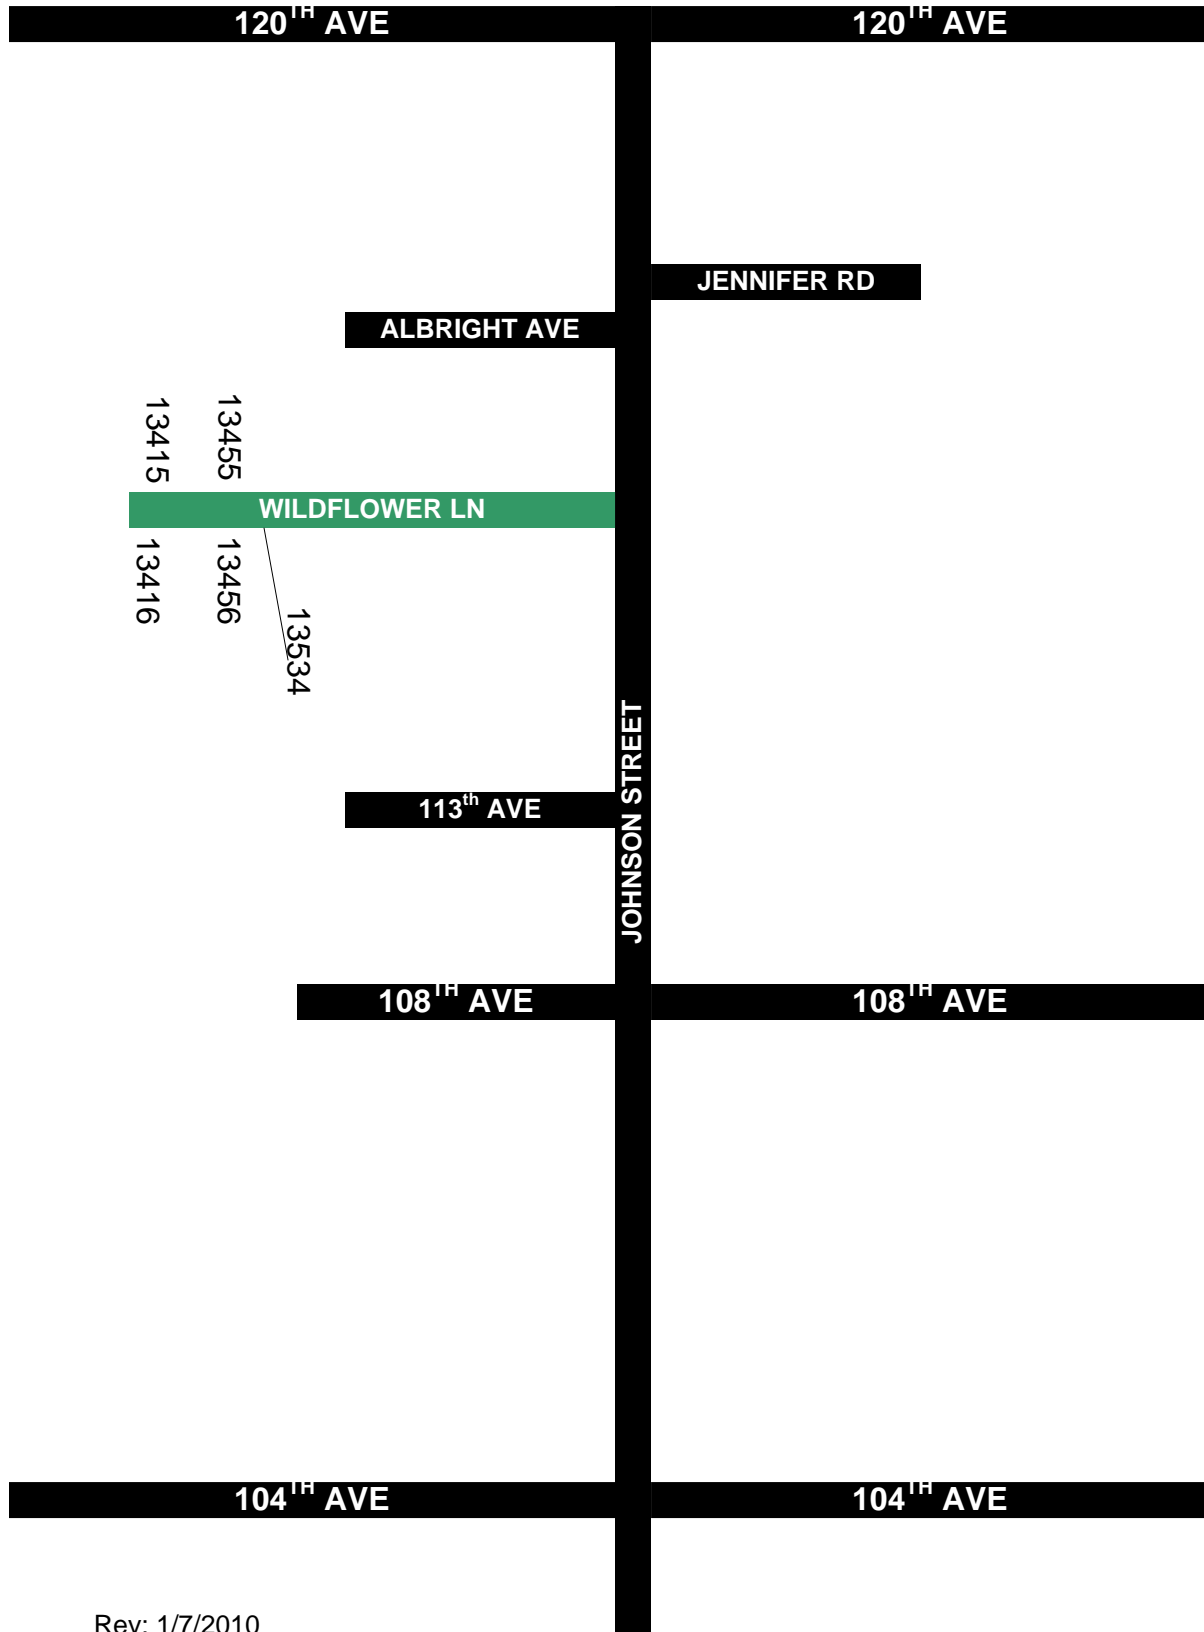 120TH AVE
120TH AVE
JENNIFER RD
ALBRIGHT AVE
13415
13455
WILDFLOWER LN
13416
13456
13534
JOHNSON STREET
113th AVE
108TH AVE
108TH AVE
104TH AVE
104TH AVE
Rev: 1/7/2010